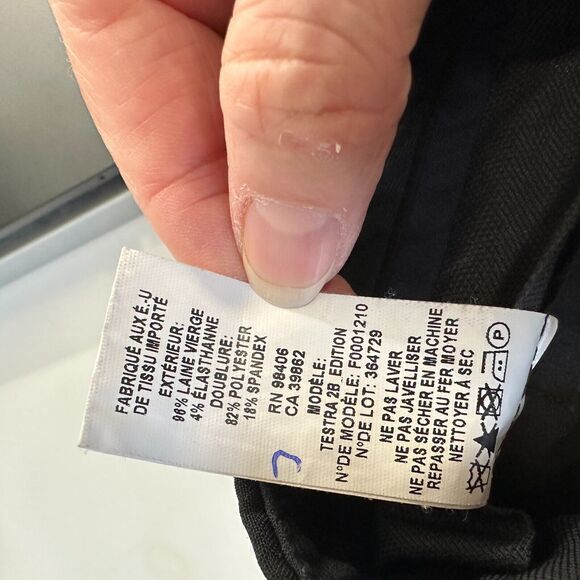 FABRIQUÉ AUX É.-U
DE TISSU IMPORTÉ
EXTÉRIEUR:
96% LAINE VIERGE
4% ÉLASTHANNE
DOUBLURE:
82% POLYESTER
18% SPANDEX
RN 98406
CA 39862
MODÈLE:
TESTRA 2B EDITION
N°DE MODÈLE: F0001210
N°DE LOT: 364729
NE PAS LAVER
NE PAS JAVELLISER
NE PAS SÉCHER EN MACHINE
REPASSER AU FER MOYER
NETTOYER À SEC
P